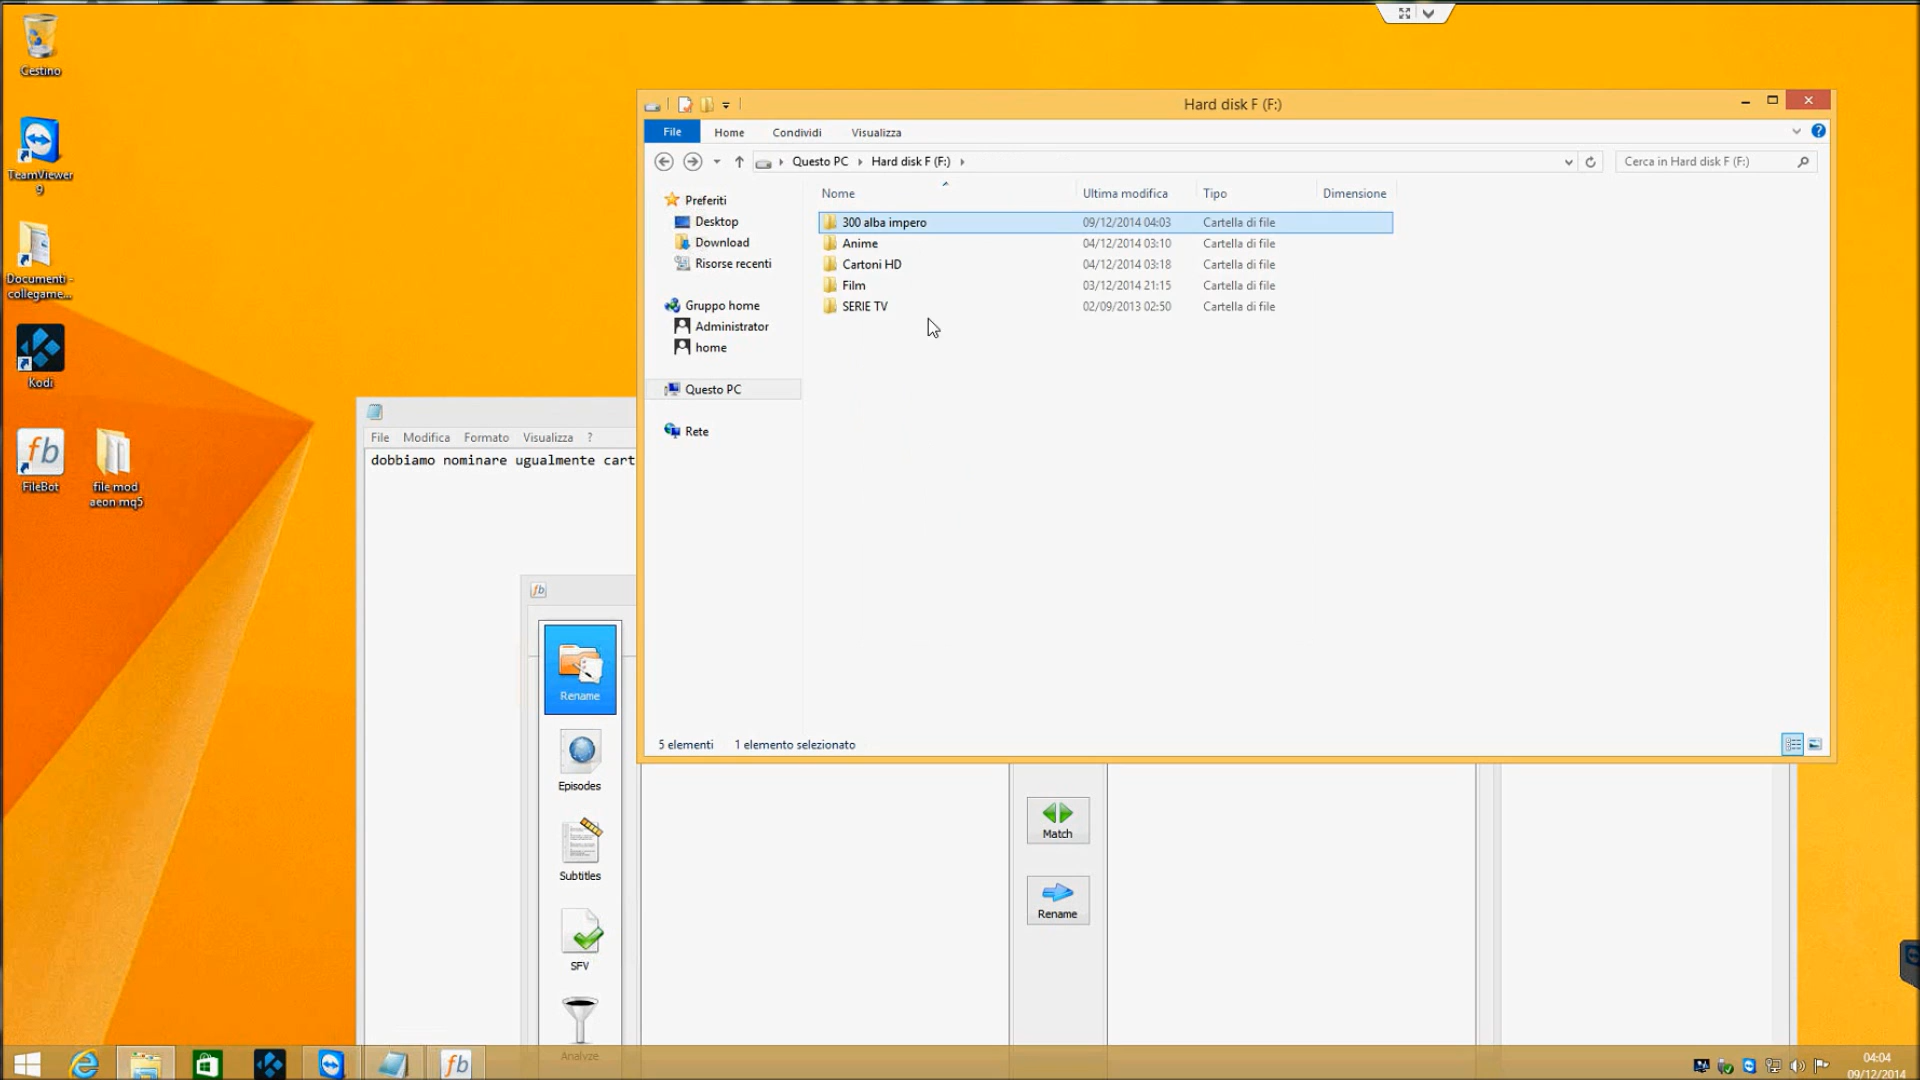 Cestino
TeamViewer
9
Documenti -
collegame...
Kodi
fb
FileBot
file mod
aeon mq5
Hard disk F (F:)
File Home Condividi Visualizza
Questo PC Hard disk F (F:)
Cerca in Hard disk F (F:)
Preferiti
Desktop
Download
Risorse recenti
Gruppo home
Administrator
home
Questo PC
Rete
Nome Ultima modifica Tipo Dimensione
300 alba impero 09/12/2014 04:03 Cartella di file
Anime 04/12/2014 03:10 Cartella di file
Cartoni HD 04/12/2014 03:18 Cartella di file
Film 03/12/2014 21:15 Cartella di file
SERIE TV 02/09/2013 02:50 Cartella di file
5 elementi 1 elemento selezionato
File Modifica Formato Visualizza ?
dobbiamo nominare ugualmente cart
fb
Rename
Episodes
Subtitles
SFV
Analyze
Match
Rename
fb
04:04
09/12/2014